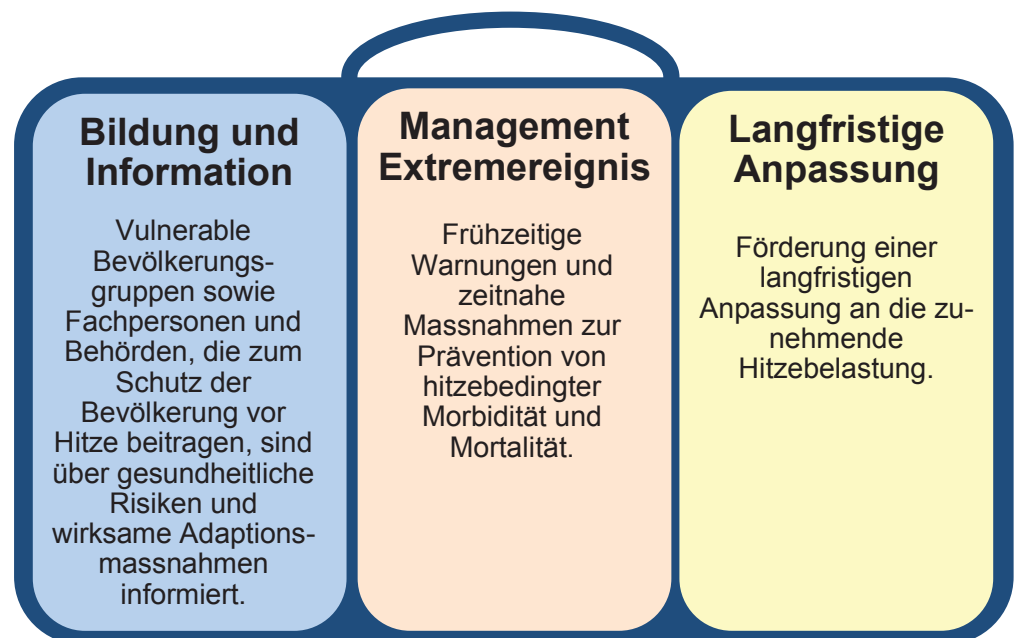 Bildung und
Information
Vulnerable
Bevölkerungs-
gruppen sowie
Fachpersonen und
Behörden, die zum
Schutz der
Bevölkerung vor
Hitze beitragen, sind
über gesundheitliche
Risiken und
wirksame Adaptions-
massnahmen
informiert.
Management
Extremereignis
Frühzeitige
Warnungen und
zeitnahe
Massnahmen zur
Prävention von
hitzebedingter
Morbidität und
Mortalität.
Langfristige
Anpassung
Förderung einer
langfristigen
Anpassung an die zu-
nehmende
Hitzebelastung.